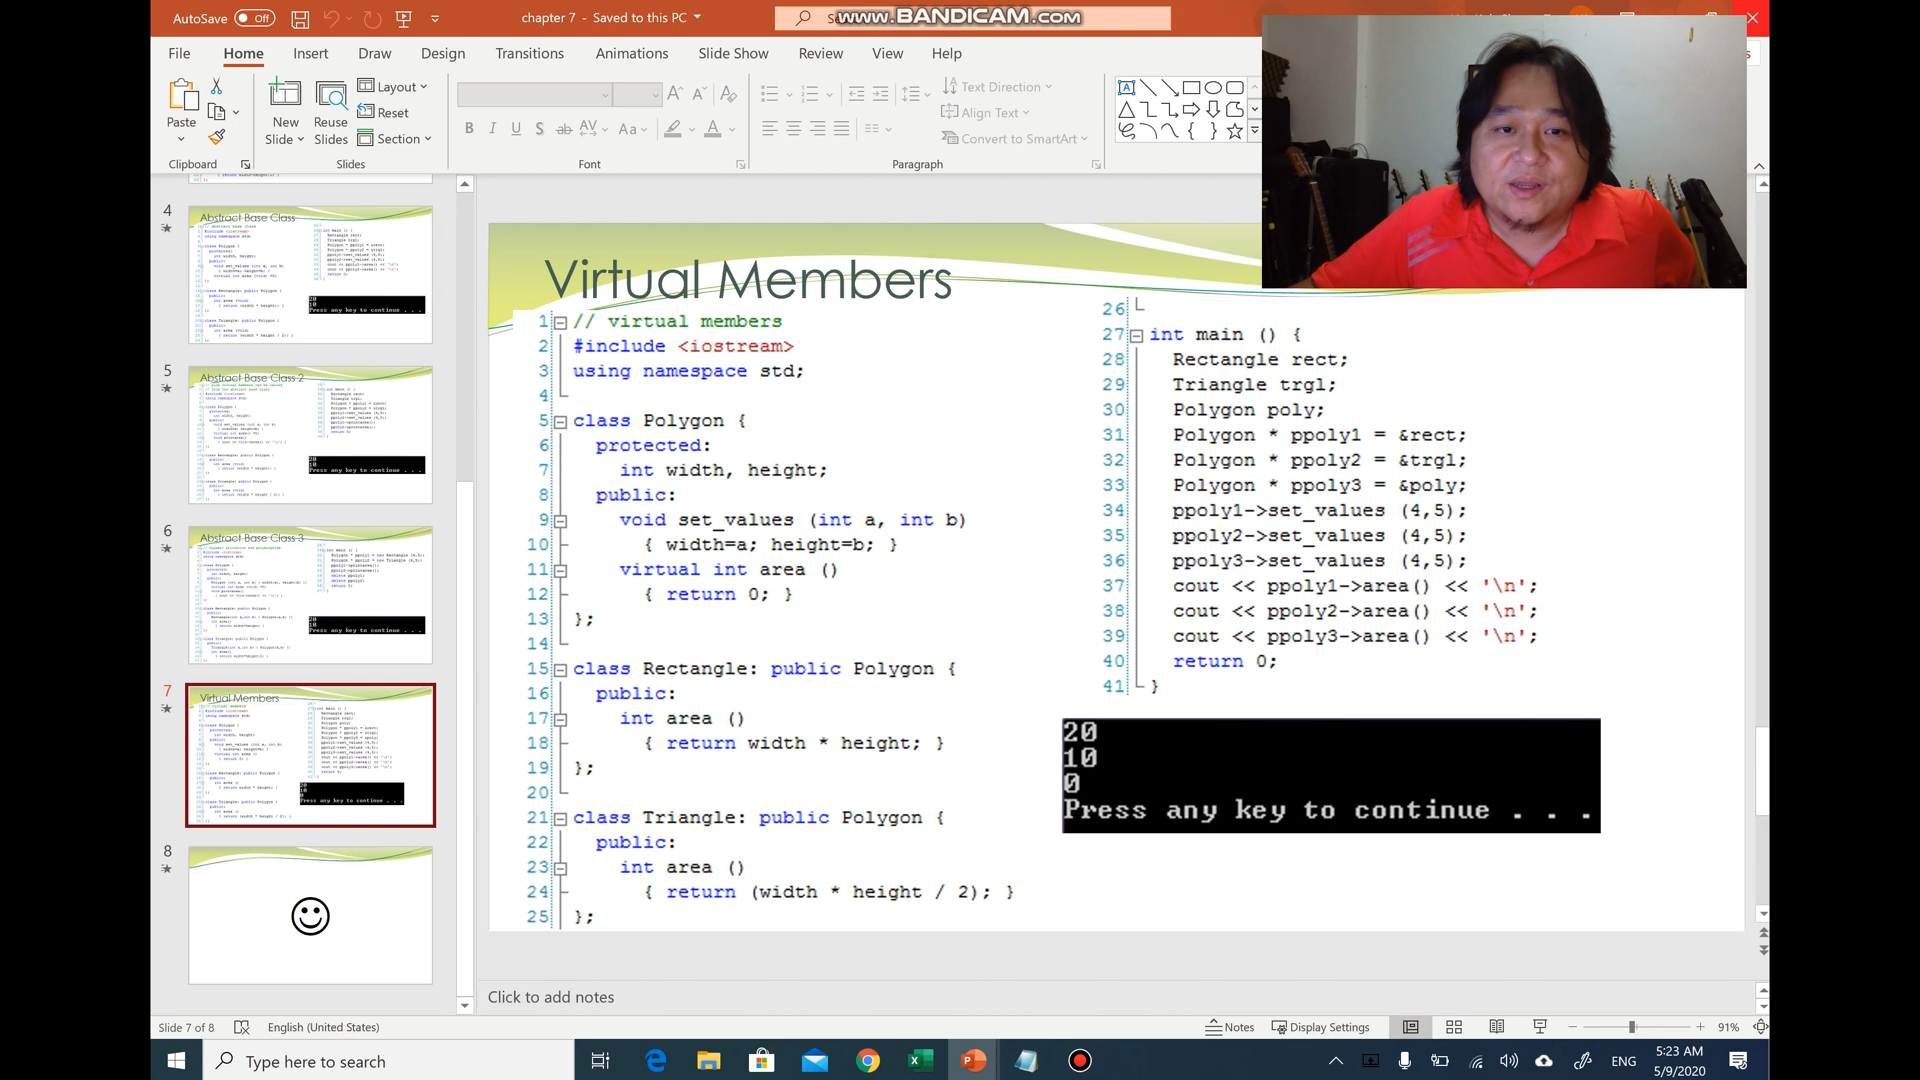 AutoSave Off
chapter 7 - Saved to this PC
www.BANDICAM.com
File Home Insert Draw Design Transitions Animations Slide Show Review View Help
Paste
New Slide
Reuse Slides
Layout
Reset
Section
Text Direction
Align Text
Convert to SmartArt
Clipboard Slides Font Paragraph
4
Abstract Base Class
5
Abstract Base Class 2
6
Abstract Base Class 3
7
Virtual Members
8
Virtual Members
1 // virtual members
2 #include <iostream>
3 using namespace std;
4
5 class Polygon {
6 protected:
7 int width, height;
8 public:
9 void set_values (int a, int b)
10 { width=a; height=b; }
11 virtual int area ()
12 { return 0; }
13 };
14
15 class Rectangle: public Polygon {
16 public:
17 int area ()
18 { return width * height; }
19 };
20
21 class Triangle: public Polygon {
22 public:
23 int area ()
24 { return (width * height / 2); }
25 };
26
27 int main () {
28 Rectangle rect;
29 Triangle trgl;
30 Polygon poly;
31 Polygon * ppoly1 = &rect;
32 Polygon * ppoly2 = &trgl;
33 Polygon * ppoly3 = &poly;
34 ppoly1->set_values (4,5);
35 ppoly2->set_values (4,5);
36 ppoly3->set_values (4,5);
37 cout << ppoly1->area() << '\n';
38 cout << ppoly2->area() << '\n';
39 cout << ppoly3->area() << '\n';
40 return 0;
41 }
20
10
0
Press any key to continue . . .
Click to add notes
Slide 7 of 8 English (United States) Notes Display Settings 91%
Type here to search
ENG
5:23 AM
5/9/2020